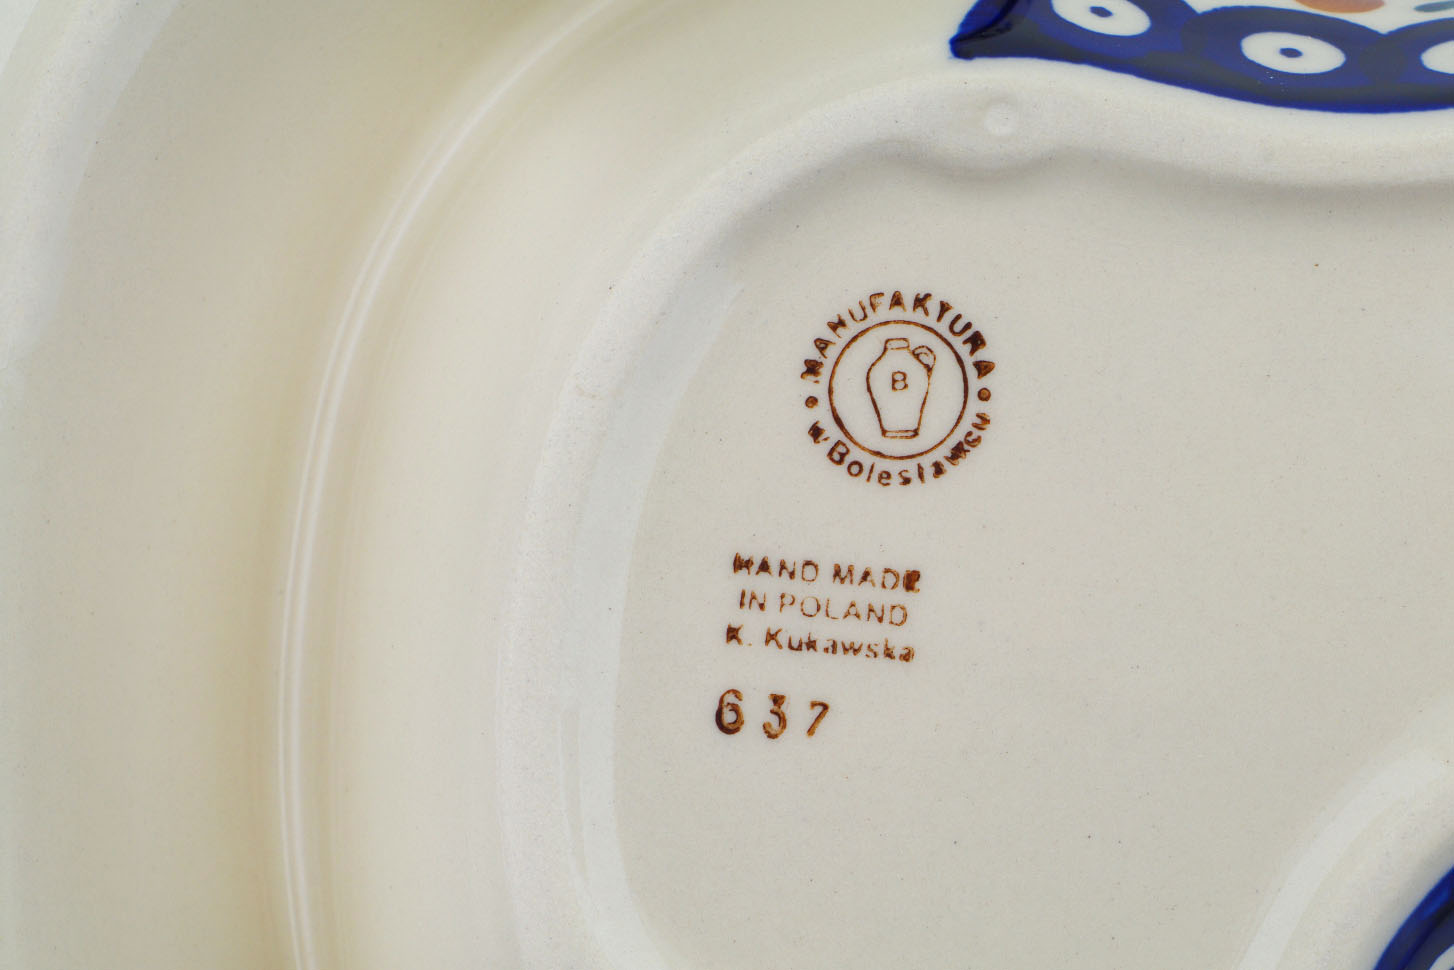 MANUFAKTURA
B
w Bolesławcu
HAND MADE
IN POLAND
K. Kukawska
637